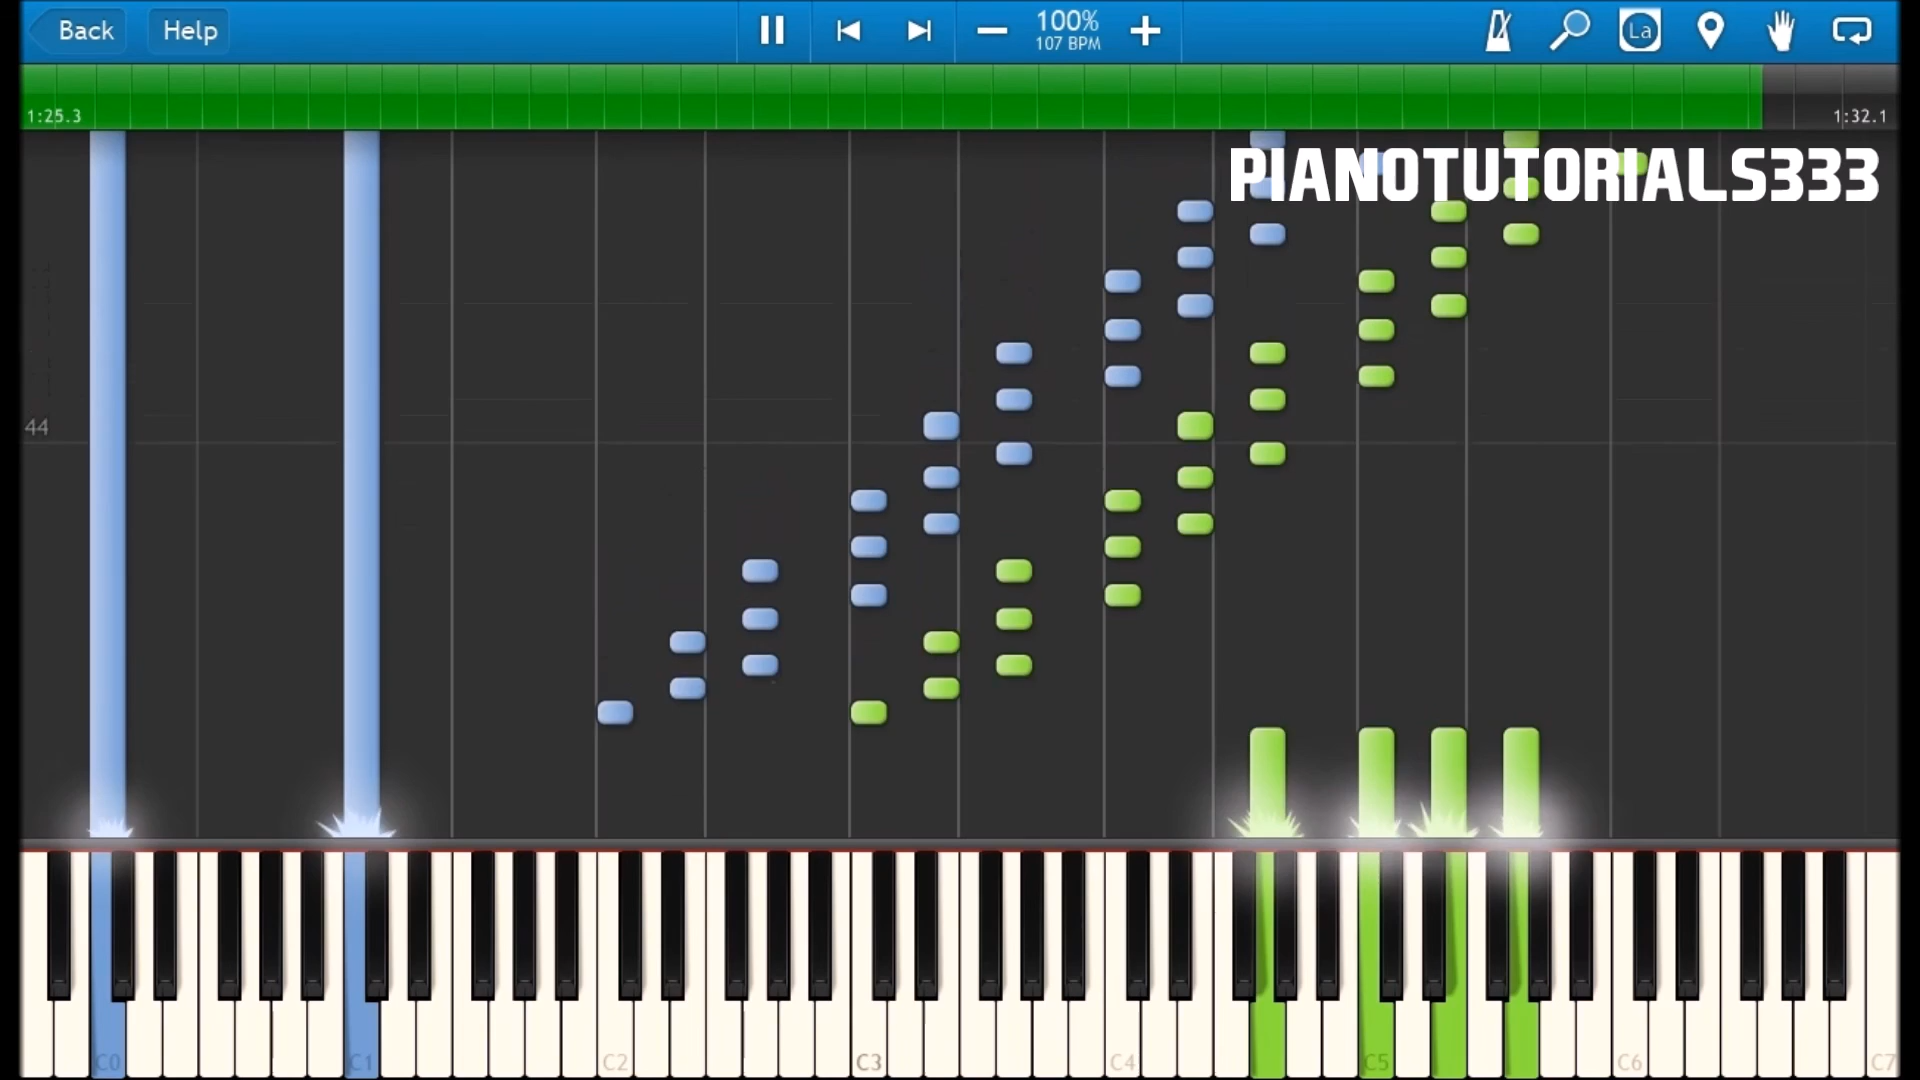 Back Help 100% La
107 BPM
1:25.3 1:32.1
PIANOTUTORIALS333
44
C0 C1 C2 C3 C4 C5 C6 C7